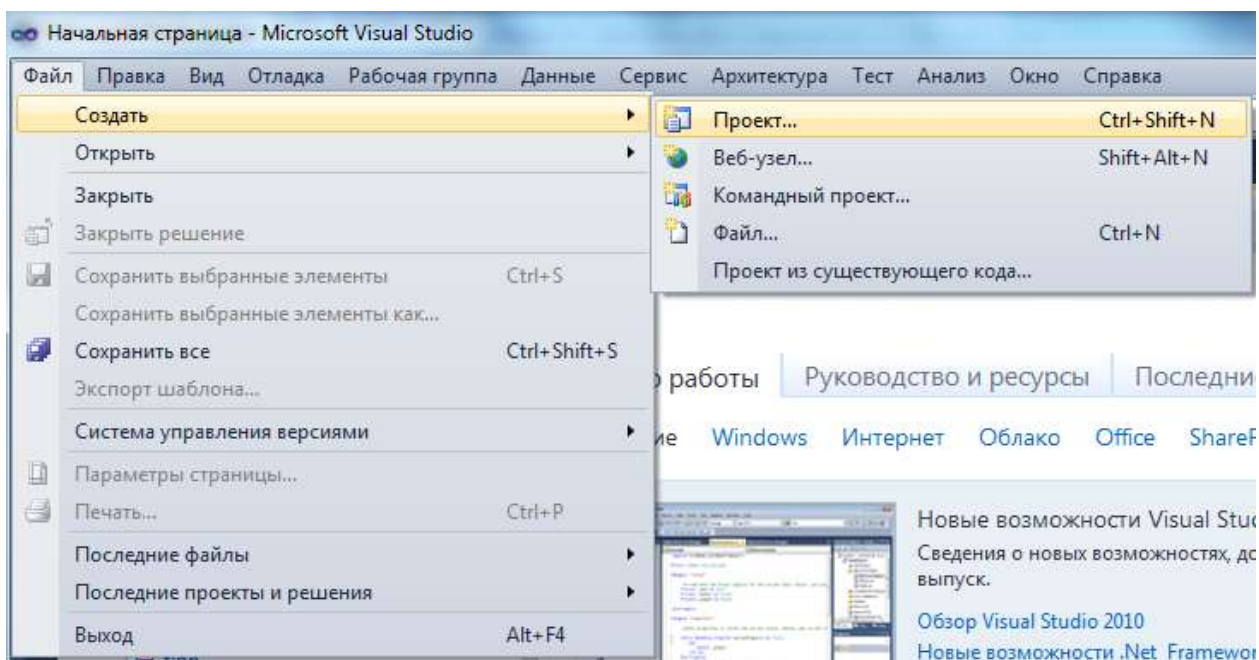 Начальная страница - Microsoft Visual Studio
Файл Правка Вид Отладка Рабочая группа Данные Сервис Архитектура Тест Анализ Окно Справка
Создать
Открыть
Закрыть
Закрыть решение
Сохранить выбранные элементы Ctrl+S
Сохранить выбранные элементы как...
Сохранить все Ctrl+Shift+S
Экспорт шаблона...
Система управления версиями
Параметры страницы...
Печать... Ctrl+P
Последние файлы
Последние проекты и решения
Выход Alt+F4
Проект... Ctrl+Shift+N
Веб-узел... Shift+Alt+N
Командный проект...
Файл... Ctrl+N
Проект из существующего кода...
работы Руководство и ресурсы Последни
ие Windows Интернет Облако Office ShareP
Новые возможности Visual Stud
Сведения о новых возможностях, до
выпуск.
Обзор Visual Studio 2010
Новые возможности .Net Framewor